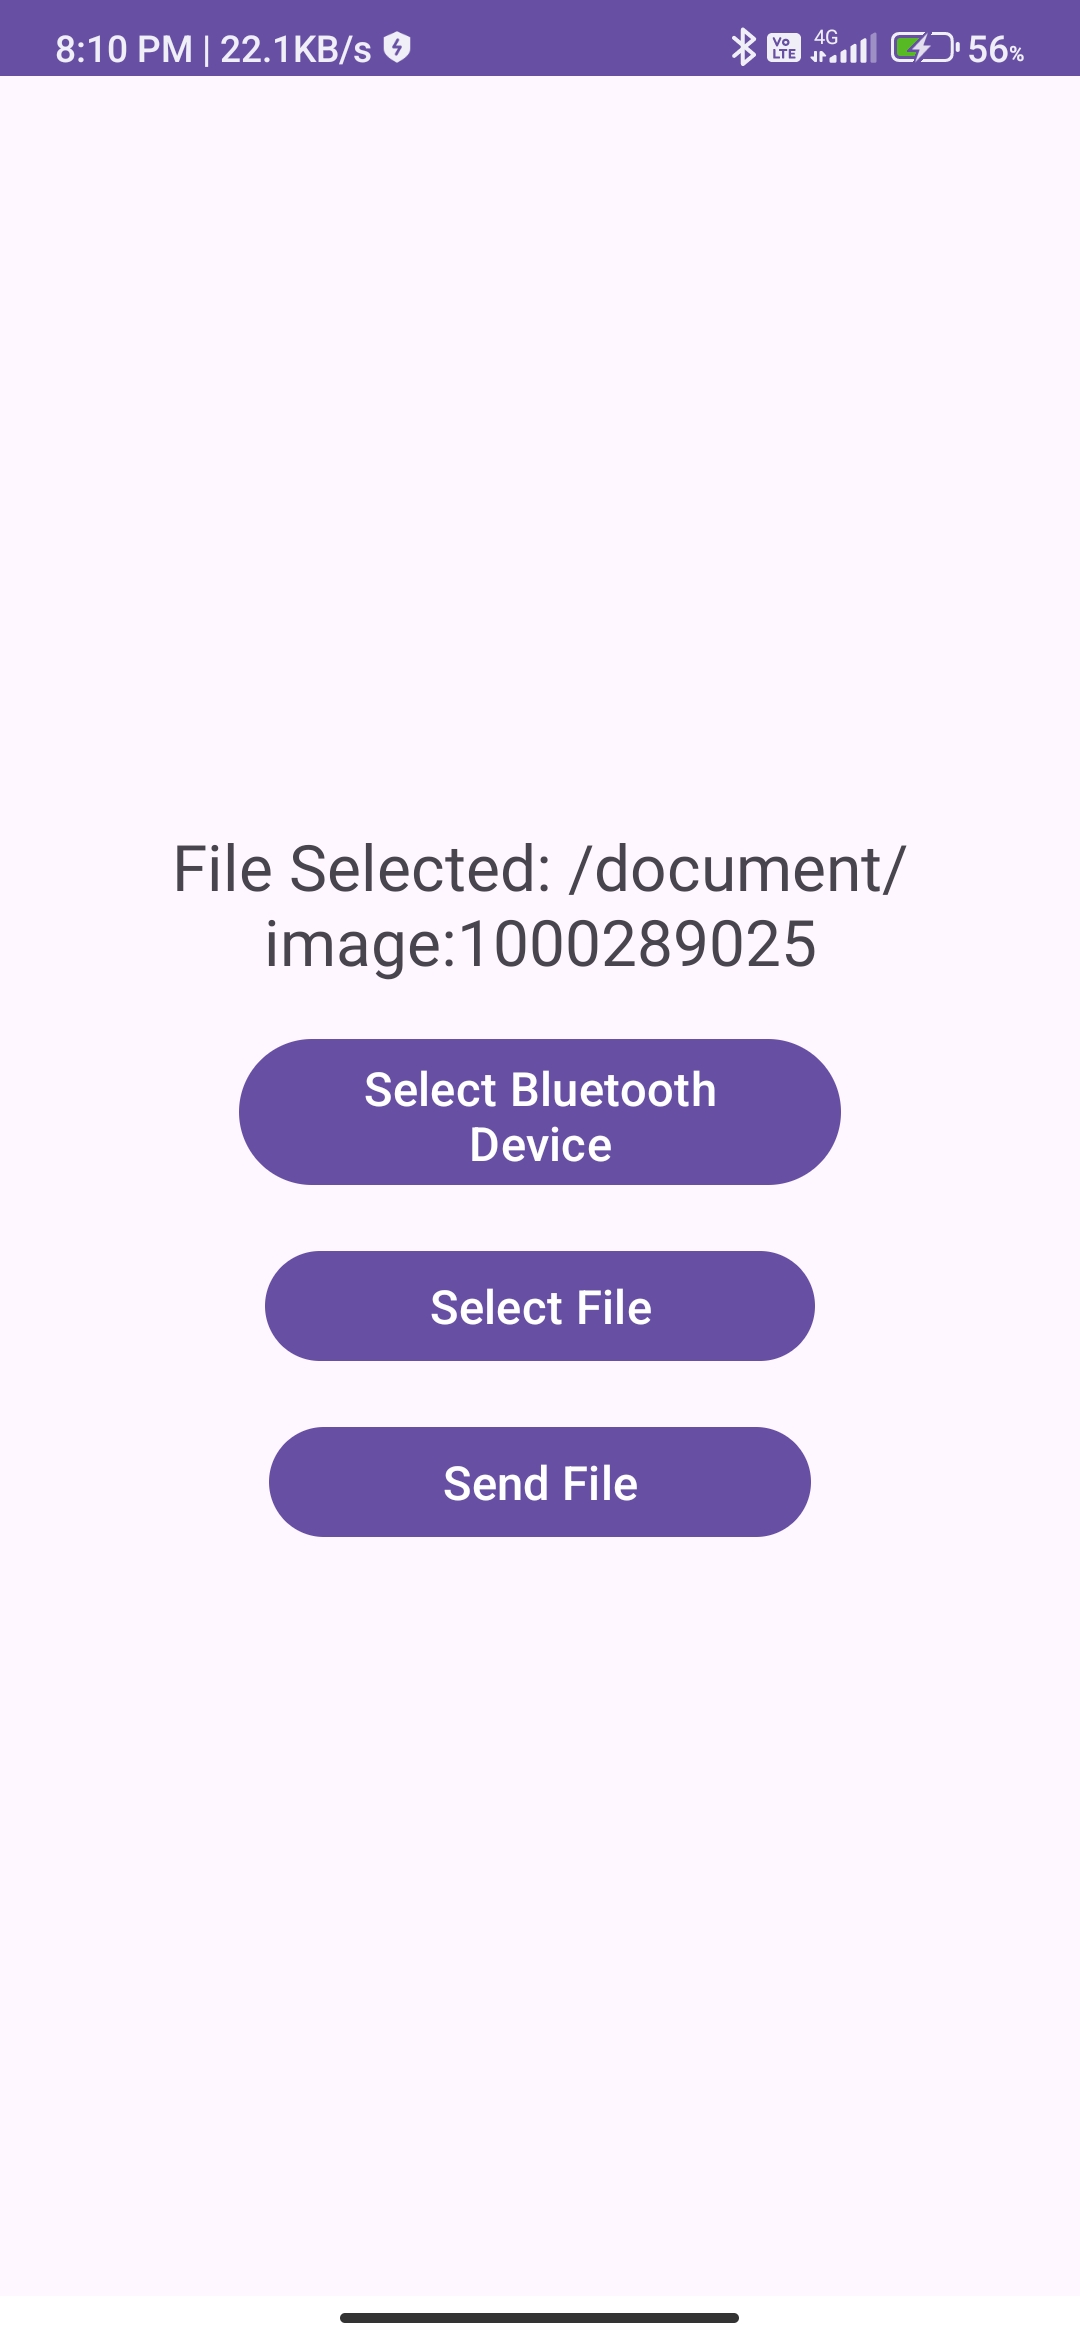 8:10 PM | 22.1KB/s Vo LTE 4G 56%
File Selected: /document/
image:1000289025
Select Bluetooth
Device
Select File
Send File